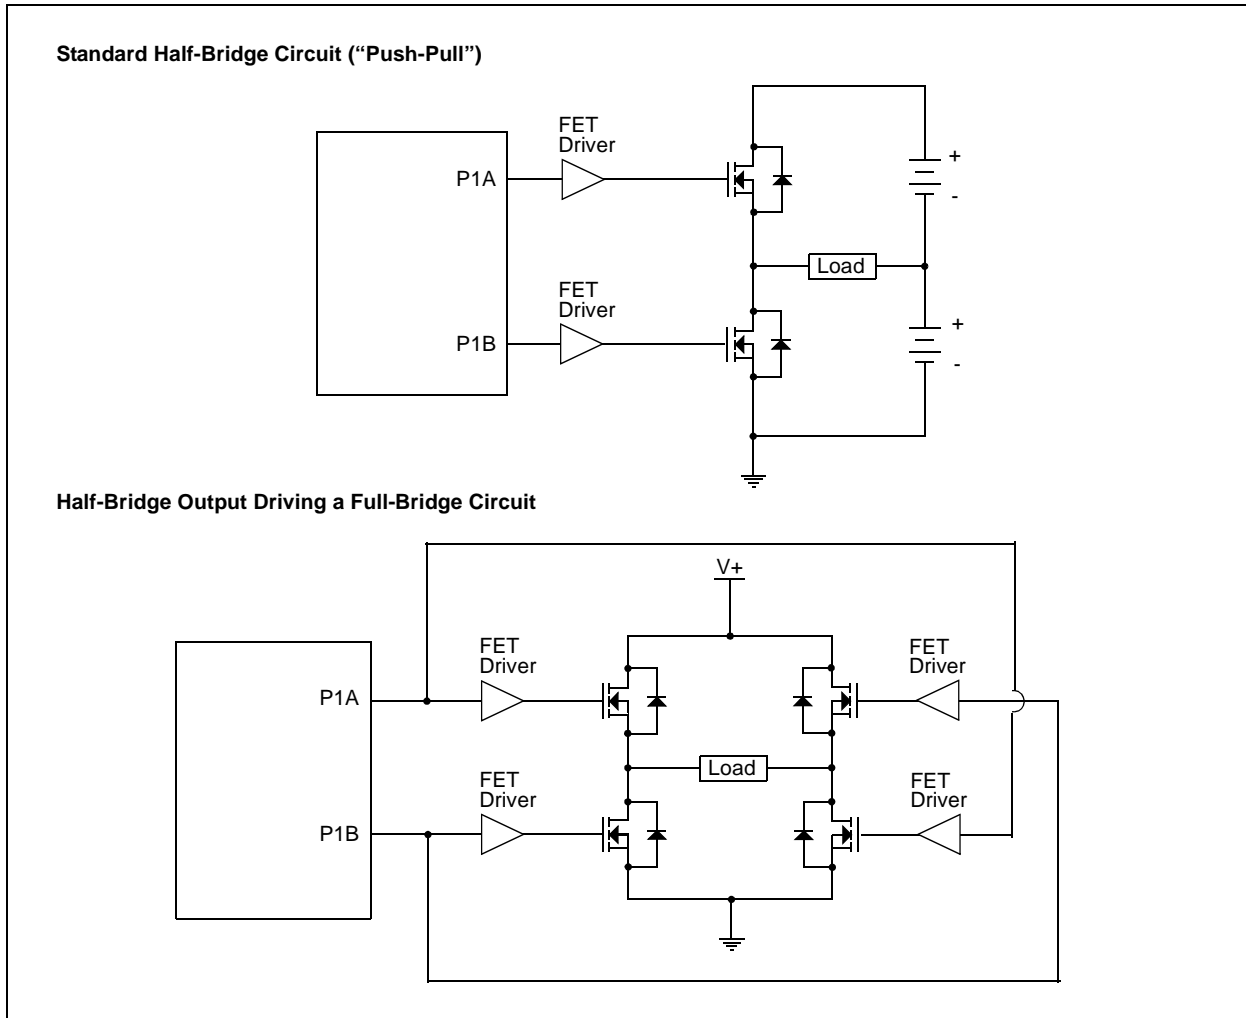 Standard Half-Bridge Circuit (“Push-Pull”)
FET
Driver
P1A
+
-
Load
FET
Driver
P1B
+
-
Half-Bridge Output Driving a Full-Bridge Circuit
V+
FET
Driver
FET
Driver
P1A
Load
FET
Driver
FET
Driver
P1B